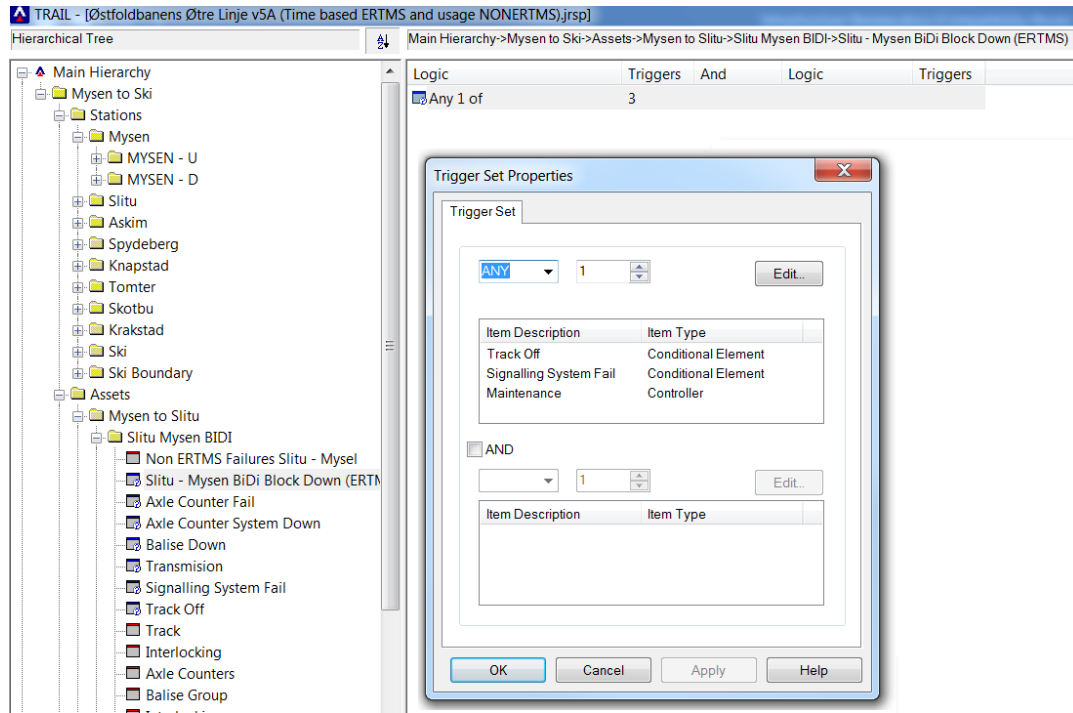 TRAIL - [Østfoldbanens Øtre Linje v5A (Time based ERTMS and usage NONERTMS).jrsp]
Hierarchical Tree
Main Hierarchy->Mysen to Ski->Assets->Mysen to Slitu->Slitu Mysen BIDI->Slitu - Mysen BiDi Block Down (ERTMS)
Main Hierarchy
Mysen to Ski
Stations
Mysen
MYSEN - U
MYSEN - D
Slitu
Askim
Spydeberg
Knapstad
Tomter
Skotbu
Krakstad
Ski
Ski Boundary
Assets
Mysen to Slitu
Slitu Mysen BIDI
Non ERTMS Failures Slitu - Mysel
Slitu - Mysen BiDi Block Down (ERTM
Axle Counter Fail
Axle Counter System Down
Balise Down
Transmision
Signalling System Fail
Track Off
Track
Interlocking
Axle Counters
Balise Group
Logic Triggers And Logic Triggers
Any 1 of 3
Trigger Set Properties
Trigger Set
ANY 1 Edit...
Item Description Item Type
Track Off Conditional Element
Signalling System Fail Conditional Element
Maintenance Controller
AND
1 Edit...
Item Description Item Type
OK Cancel Apply Help